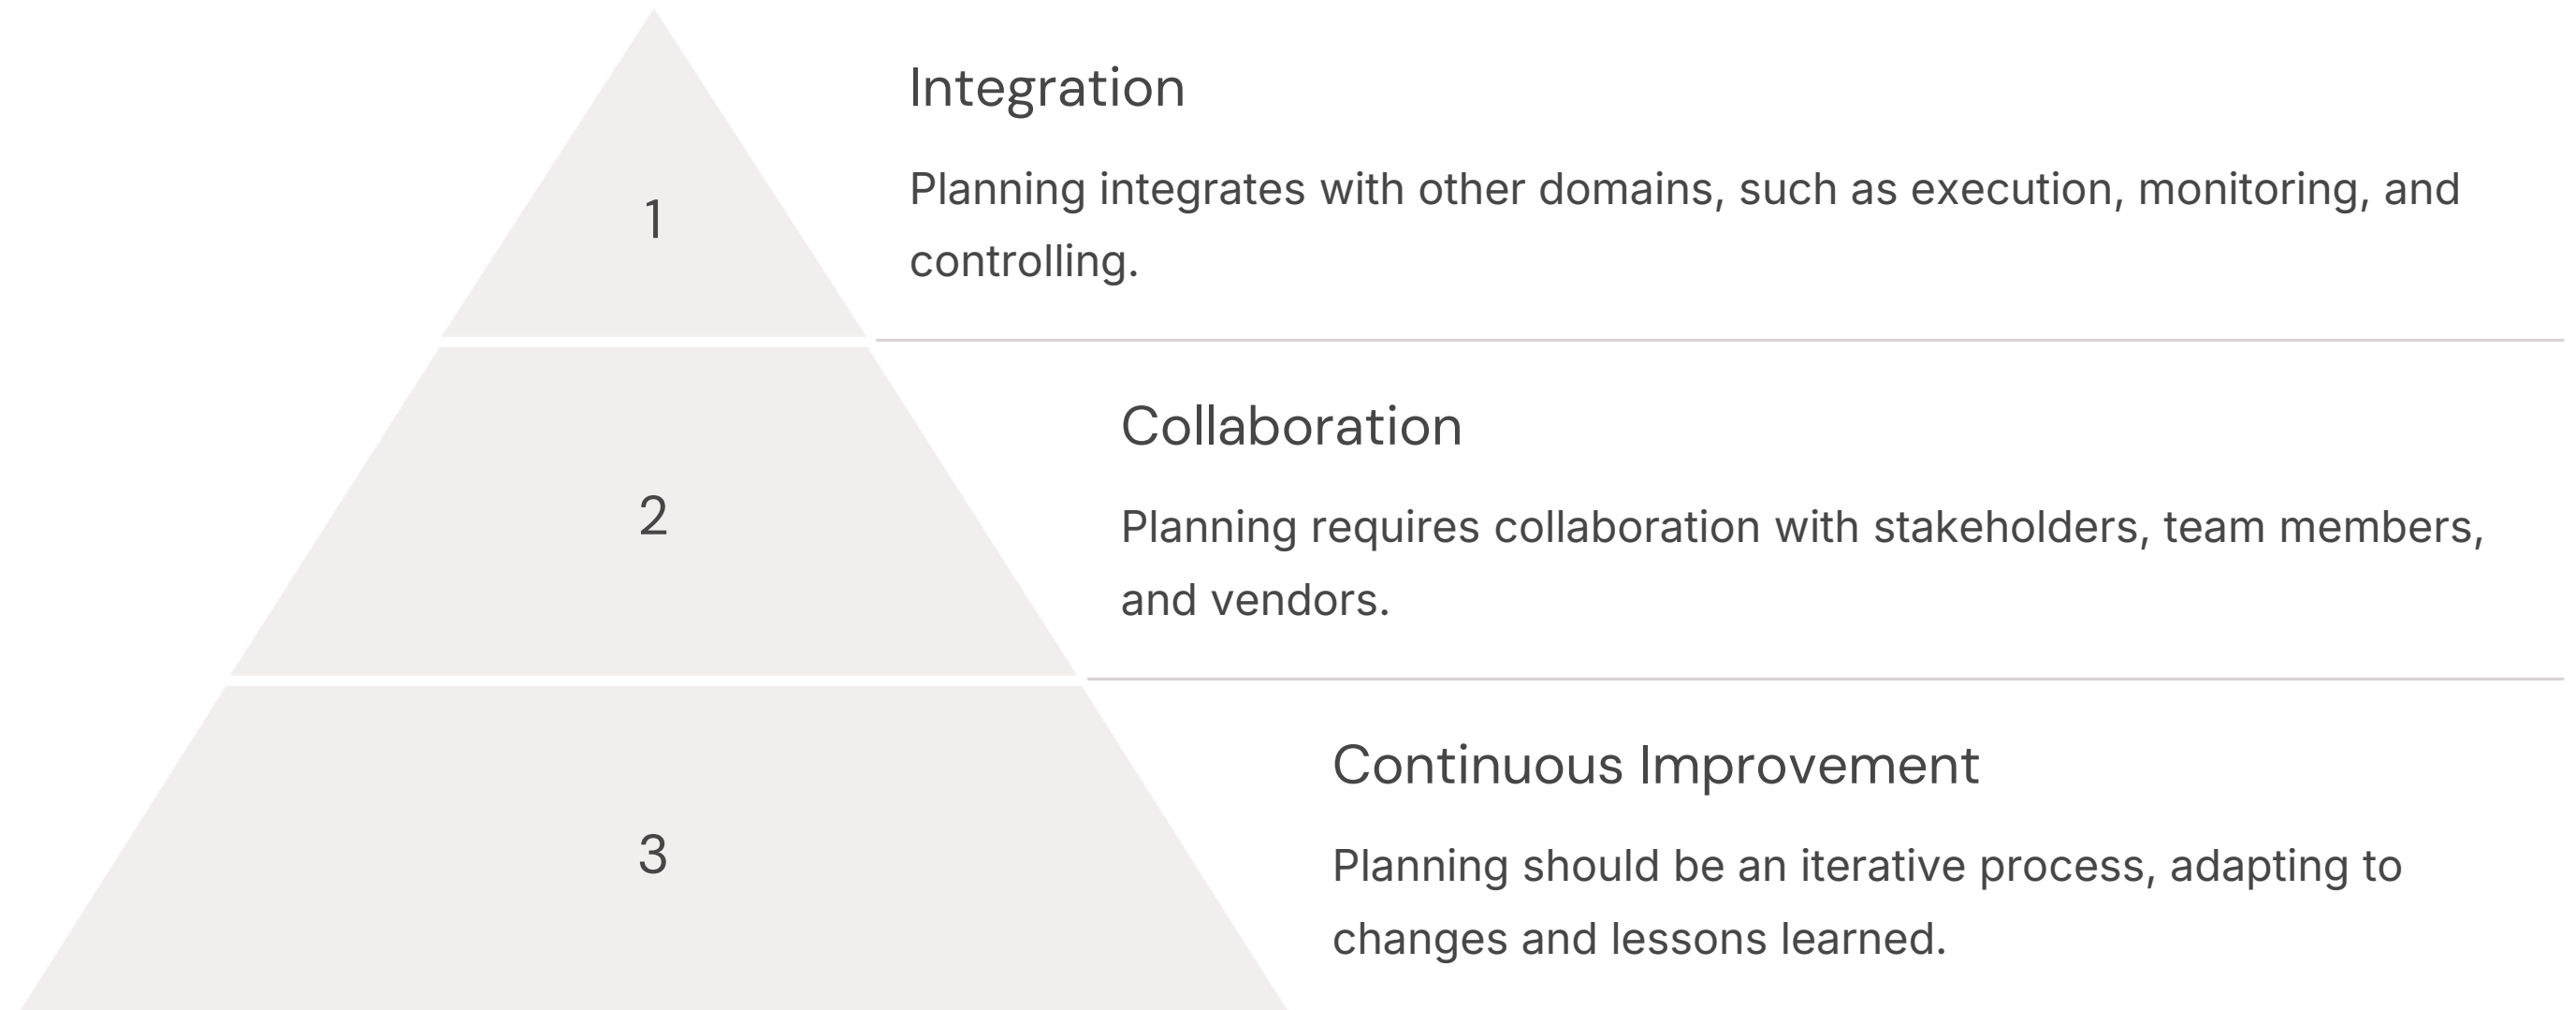 Integration
Planning integrates with other domains, such as execution, monitoring, and
controlling.
1
Collaboration
Planning requires collaboration with stakeholders, team members,
and vendors.
2
Continuous Improvement
Planning should be an iterative process, adapting to
changes and lessons learned.
3